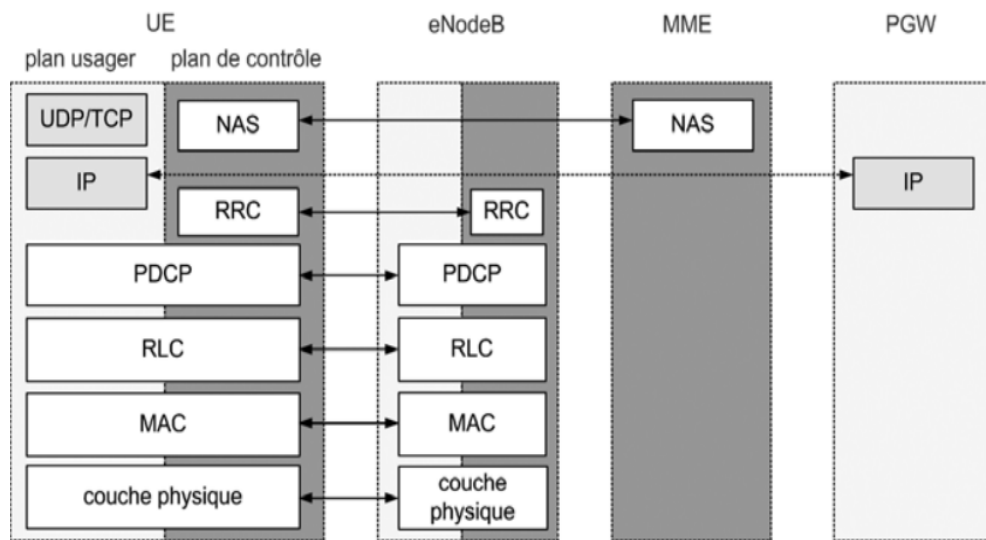 UE eNodeB MME PGW
plan usager plan de contrôle
UDP/TCP NAS NAS
IP IP
RRC RRC
PDCP PDCP
RLC RLC
MAC MAC
couche physique couche
physique